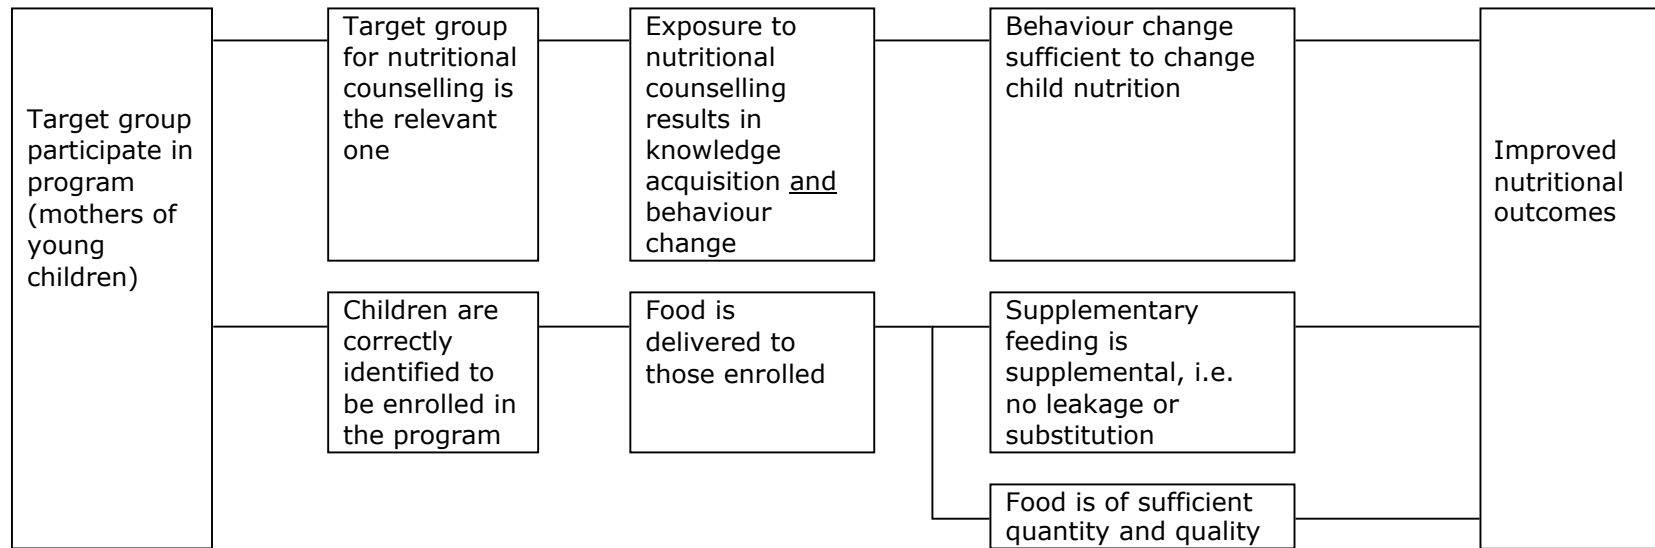 Target group
participate in
program
(mothers of
young
children)
Target group
for nutritional
counselling is
the relevant
one
Exposure to
nutritional
counselling
results in
knowledge
acquisition and
behaviour
change
Behaviour change
sufficient to change
child nutrition
Children are
correctly
identified to
be enrolled in
the program
Food is
delivered to
those enrolled
Supplementary
feeding is
supplemental, i.e.
no leakage or
substitution
Food is of sufficient
quantity and quality
Improved
nutritional
outcomes